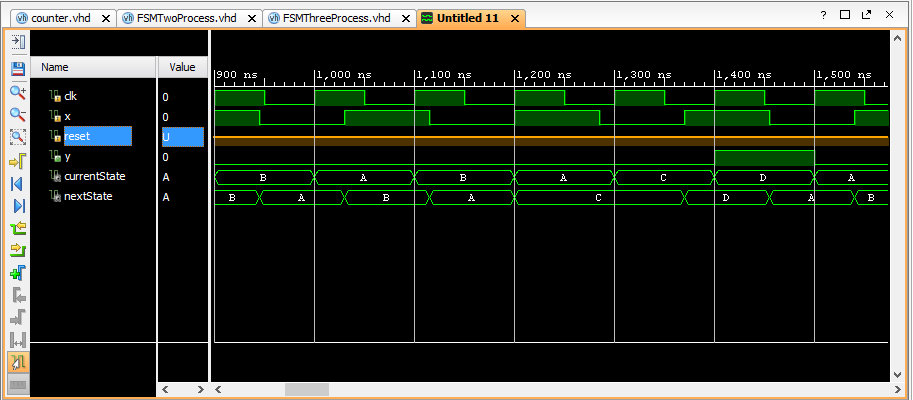 counter.vhd FSMTwoProcess.vhd FSMThreeProcess.vhd Untitled 11
Name Value
900 ns 1,000 ns 1,100 ns 1,200 ns 1,300 ns 1,400 ns 1,500 ns
clk 0
x 0
reset U
y 0
currentState A B A B A C D A
nextState A B A B A C D A B